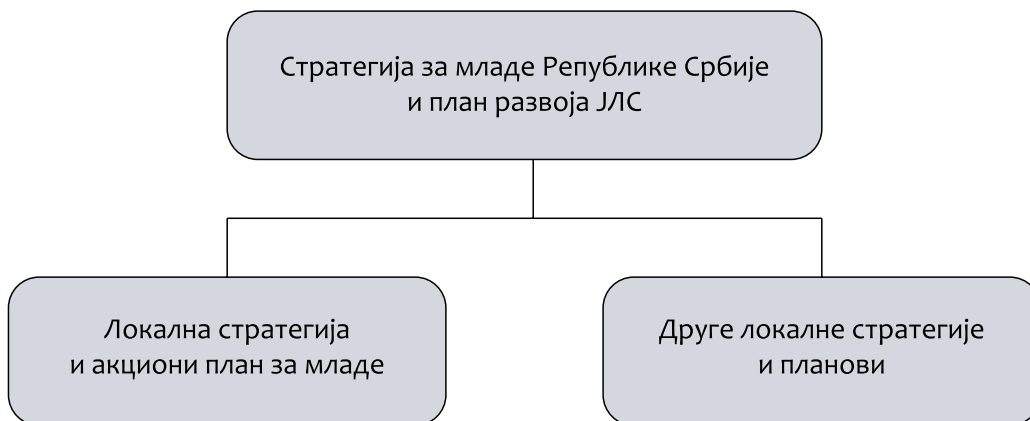 Стратегија за младе Републике Србије
и план развоја ЈЛС
Локална стратегија
и акциони план за младе
Друге локалне стратегије
и планови